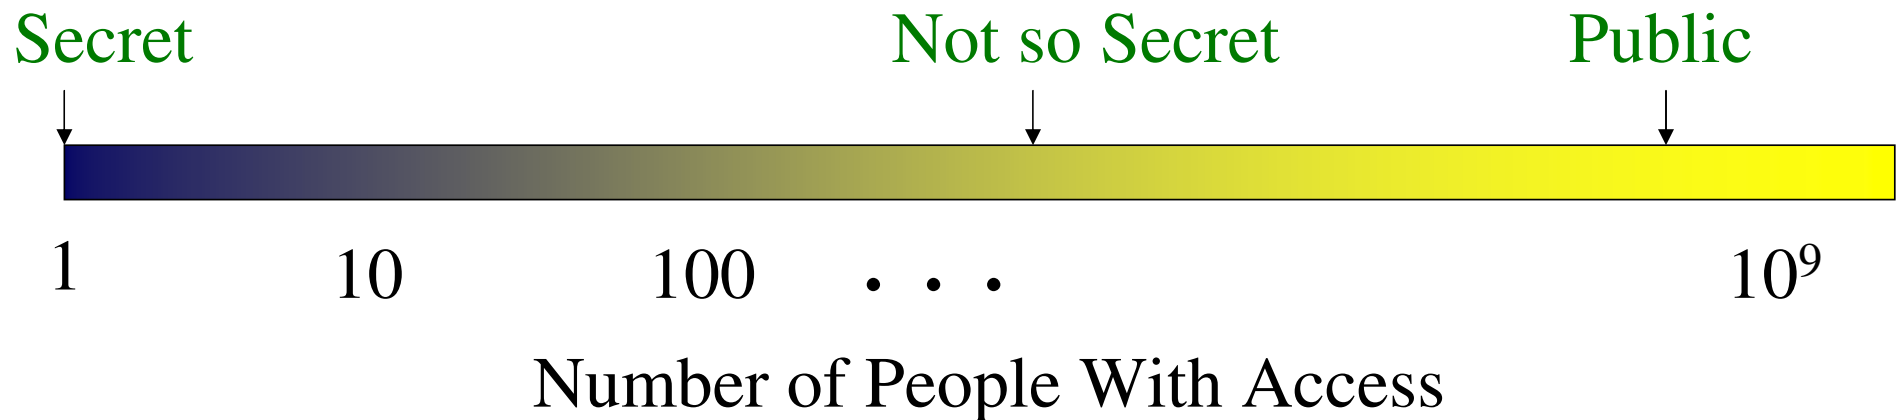 Secret Not so Secret Public
1 10 100 . . . 10⁹
Number of People With Access